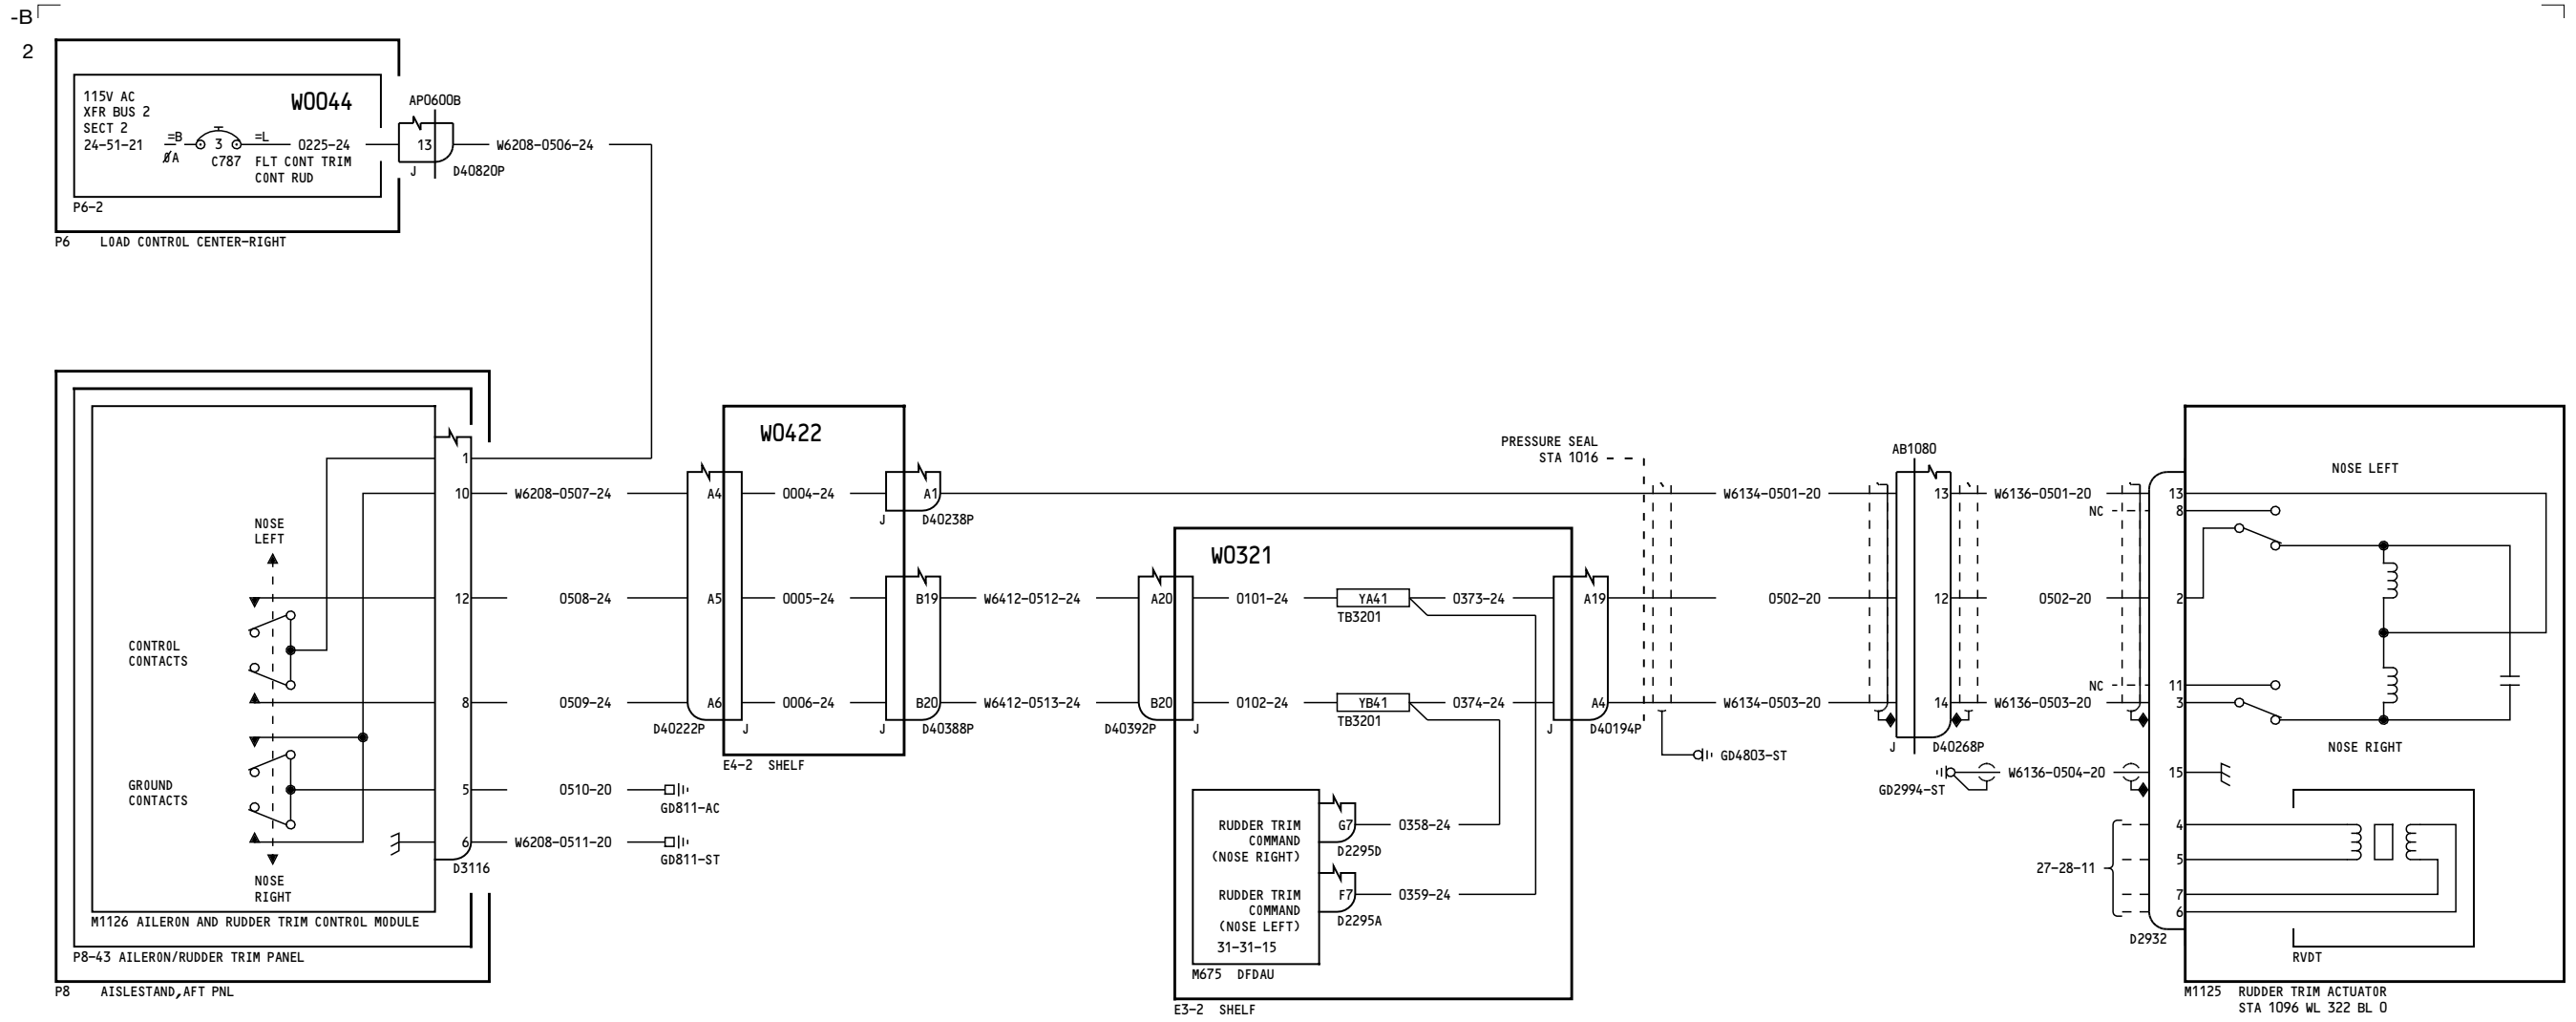 -B
2
115V AC
XFR BUS 2
SECT 2
24-51-21
W0044
=B
ØA
3
C787
=L
0225-24
FLT CONT TRIM
CONT RUD
P6-2
P6 LOAD CONTROL CENTER-RIGHT
AP0600B
13
J
D40820P
W6208-0506-24
NOSE
LEFT
CONTROL
CONTACTS
GROUND
CONTACTS
NOSE
RIGHT
1
10
12
8
5
6
D3116
M1126 AILERON AND RUDDER TRIM CONTROL MODULE
P8-43 AILERON/RUDDER TRIM PANEL
P8 AISLESTAND,AFT PNL
W6208-0507-24
0508-24
0509-24
0510-20
W6208-0511-20
GD811-AC
GD811-ST
W0422
A4
A5
A6
D40222P
J
0004-24
0005-24
0006-24
A1
J
D40238P
B19
B20
J
D40388P
E4-2 SHELF
W6412-0512-24
W6412-0513-24
W0321
A20
B20
D40392P
J
0101-24
0102-24
YA41
TB3201
YB41
TB3201
0373-24
0374-24
A19
A4
J
D40194P
RUDDER TRIM
COMMAND
(NOSE RIGHT)
G7
D2295D
0358-24
RUDDER TRIM
COMMAND
(NOSE LEFT)
F7
D2295A
0359-24
31-31-15
M675 DFDAU
E3-2 SHELF
PRESSURE SEAL
STA 1016
GD4803-ST
W6134-0501-20
0502-20
W6134-0503-20
AB1080
13
12
14
J
D40268P
W6136-0501-20
NC
0502-20
NC
W6136-0503-20
W6136-0504-20
GD2994-ST
27-28-11
13
8
2
11
3
15
4
5
7
6
D2932
NOSE LEFT
NOSE RIGHT
RVDT
M1125 RUDDER TRIM ACTUATOR
STA 1096 WL 322 BL 0